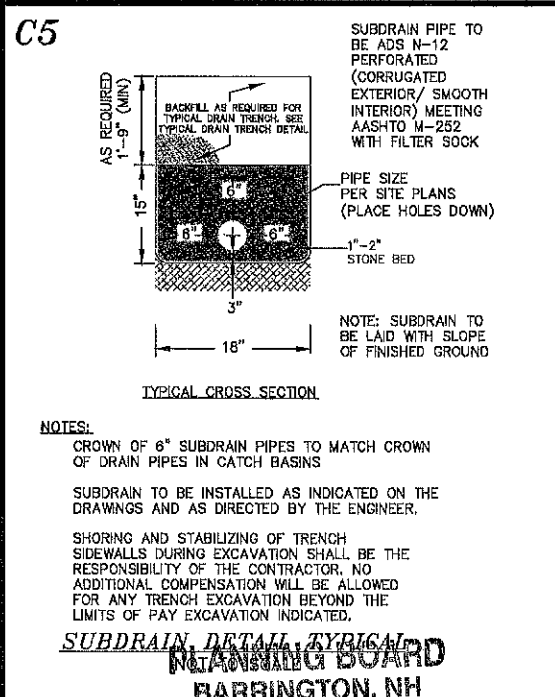 C5
SUBDRAIN PIPE TO
BE ADS N-12
PERFORATED
(CORRUGATED
EXTERIOR/ SMOOTH
INTERIOR) MEETING
AASHTO M-252
WITH FILTER SOCK
AS REQUIRED
1'-9" (MIN)
BACKFILL AS REQUIRED FOR
TYPICAL DRAIN TRENCH. SEE
TYPICAL DRAIN TRENCH DETAIL
15"
6"
6"
6"
PIPE SIZE
PER SITE PLANS
(PLACE HOLES DOWN)
1"-2"
STONE BED
3"
18"
NOTE: SUBDRAIN TO
BE LAID WITH SLOPE
OF FINISHED GROUND
TYPICAL CROSS SECTION
NOTES:
CROWN OF 6" SUBDRAIN PIPES TO MATCH CROWN
OF DRAIN PIPES IN CATCH BASINS
SUBDRAIN TO BE INSTALLED AS INDICATED ON THE
DRAWINGS AND AS DIRECTED BY THE ENGINEER.
SHORING AND STABILIZING OF TRENCH
SIDEWALLS DURING EXCAVATION SHALL BE THE
RESPONSIBILITY OF THE CONTRACTOR. NO
ADDITIONAL COMPENSATION WILL BE ALLOWED
FOR ANY TRENCH EXCAVATION BEYOND THE
LIMITS OF PAY EXCAVATION INDICATED.
SUBDRAIN DETAIL TYPICAL
NOT TO SCALE
PLANNING BOARD
BARRINGTON, NH